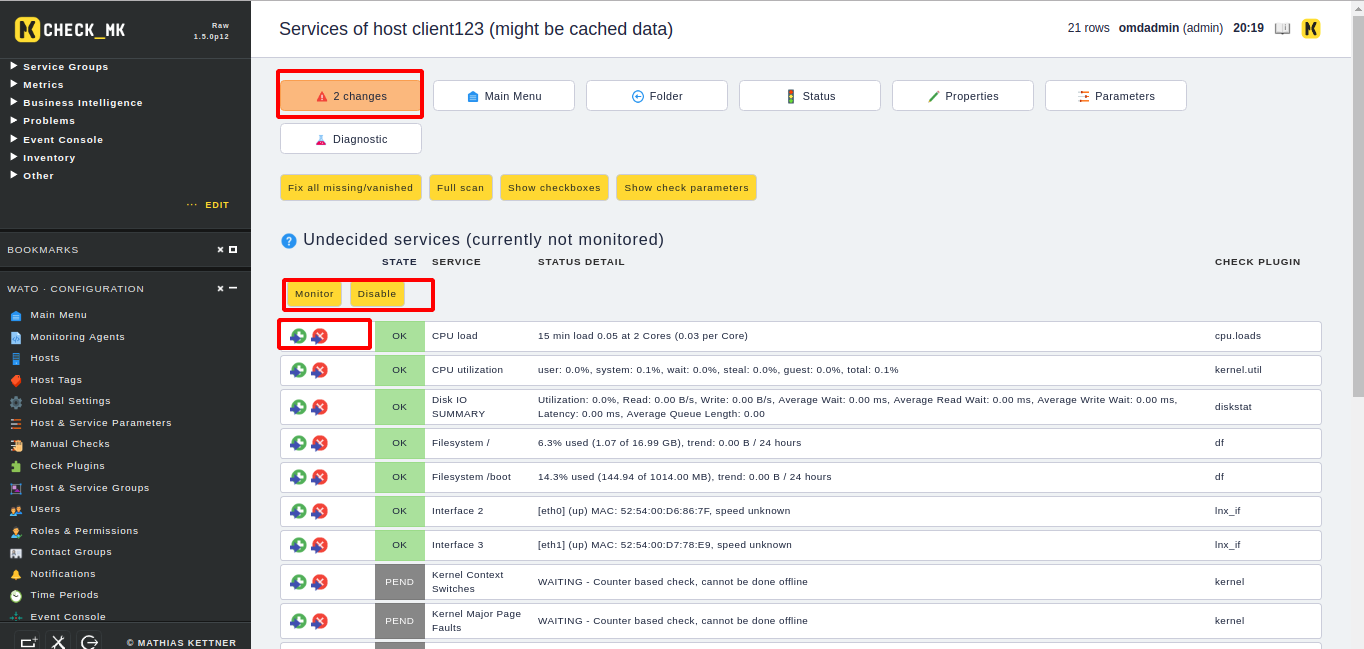 CHECK_MK
Raw
1.5.0p12
Service Groups
Metrics
Business Intelligence
Problems
Event Console
Inventory
Other
··· EDIT
BOOKMARKS
WATO · CONFIGURATION
Main Menu
Monitoring Agents
Hosts
Host Tags
Global Settings
Host & Service Parameters
Manual Checks
Check Plugins
Host & Service Groups
Users
Roles & Permissions
Contact Groups
Notifications
Time Periods
Event Console
© MATHIAS KETTNER
Services of host client123 (might be cached data)
21 rows omdadmin (admin) 20:19
2 changes Main Menu Folder Status Properties Parameters
Diagnostic
Fix all missing/vanished Full scan Show checkboxes Show check parameters
Undecided services (currently not monitored)
STATE SERVICE STATUS DETAIL CHECK PLUGIN
Monitor Disable
OK CPU load 15 min load 0.05 at 2 Cores (0.03 per Core) cpu.loads
OK CPU utilization user: 0.0%, system: 0.1%, wait: 0.0%, steal: 0.0%, guest: 0.0%, total: 0.1% kernel.util
OK Disk IO SUMMARY Utilization: 0.0%, Read: 0.00 B/s, Write: 0.00 B/s, Average Wait: 0.00 ms, Average Read Wait: 0.00 ms, Average Write Wait: 0.00 ms,
Latency: 0.00 ms, Average Queue Length: 0.00 diskstat
OK Filesystem / 6.3% used (1.07 of 16.99 GB), trend: 0.00 B / 24 hours df
OK Filesystem /boot 14.3% used (144.94 of 1014.00 MB), trend: 0.00 B / 24 hours df
OK Interface 2 [eth0] (up) MAC: 52:54:00:D6:86:7F, speed unknown lnx_if
OK Interface 3 [eth1] (up) MAC: 52:54:00:D7:78:E9, speed unknown lnx_if
PEND Kernel Context Switches WAITING - Counter based check, cannot be done offline kernel
PEND Kernel Major Page Faults WAITING - Counter based check, cannot be done offline kernel